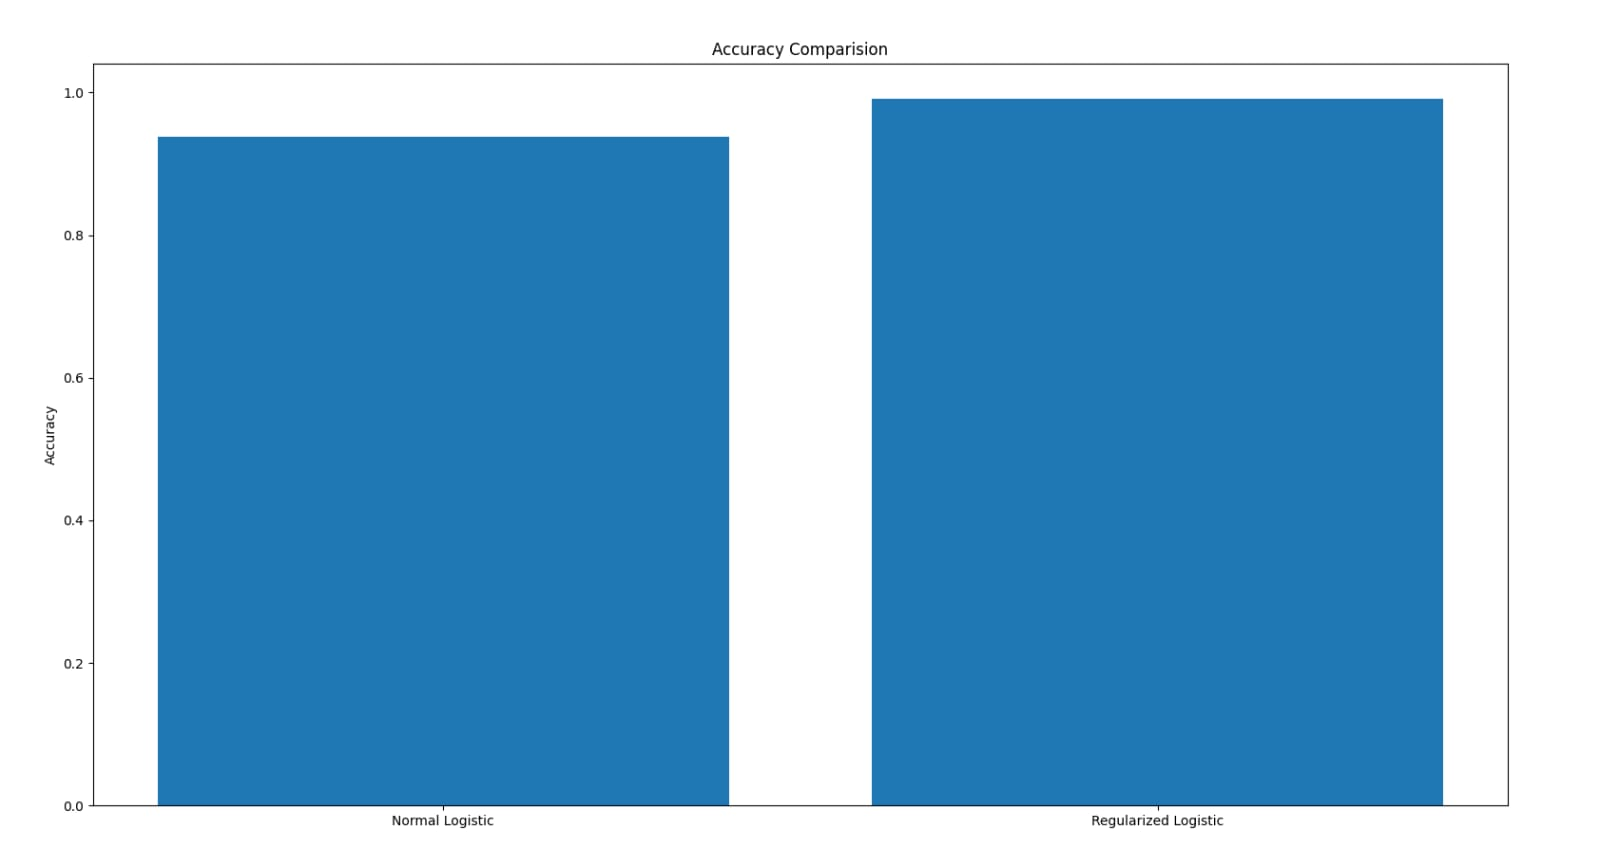 Accuracy Comparision
1.0
0.8
0.6
0.4
0.2
0.0
Accuracy
Normal Logistic
Regularized Logistic